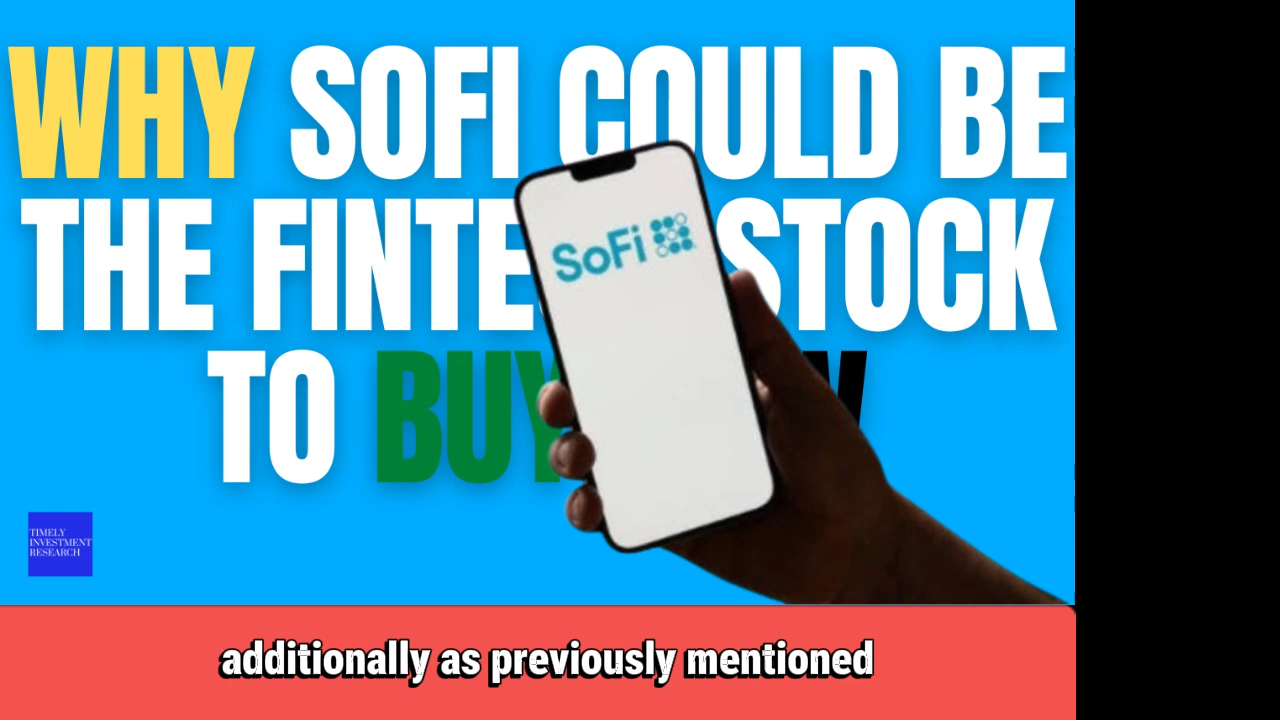 WHY SOFI COULD BE
THE FINTE STOCK
TO BUY
SoFi
TIMELY
INVESTMENT
RESEARCH
additionally as previously mentioned